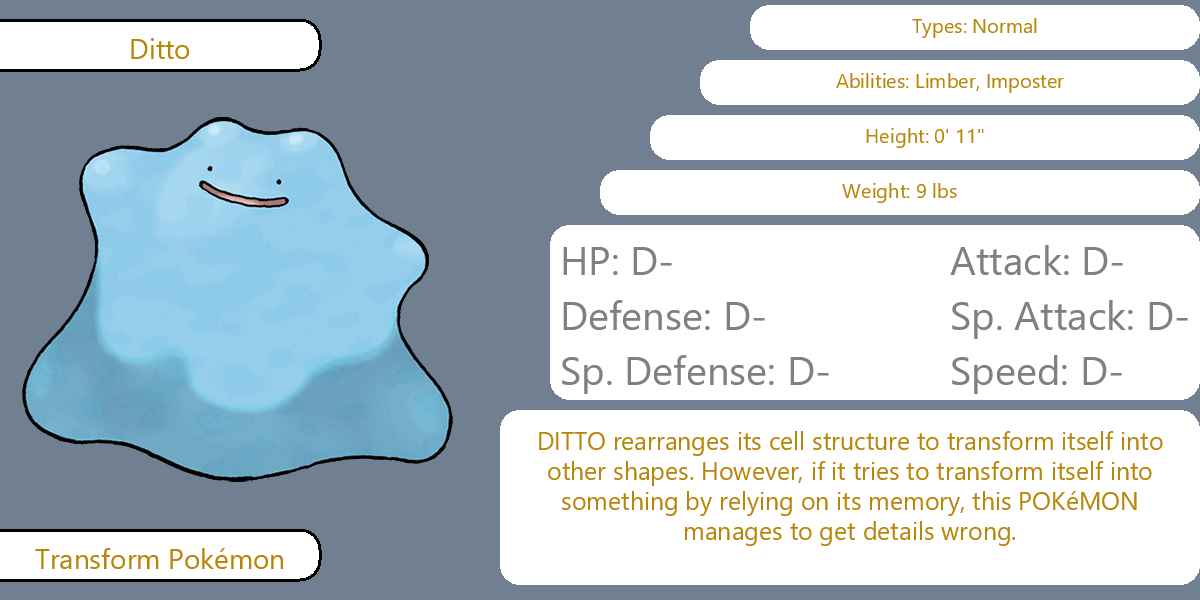 Ditto
Types: Normal
Abilities: Limber, Imposter
Height: 0' 11"
Weight: 9 lbs
HP: D-
Attack: D-
Defense: D-
Sp. Attack: D-
Sp. Defense: D-
Speed: D-
DITTO rearranges its cell structure to transform itself into
other shapes. However, if it tries to transform itself into
something by relying on its memory, this POKéMON
manages to get details wrong.
Transform Pokémon